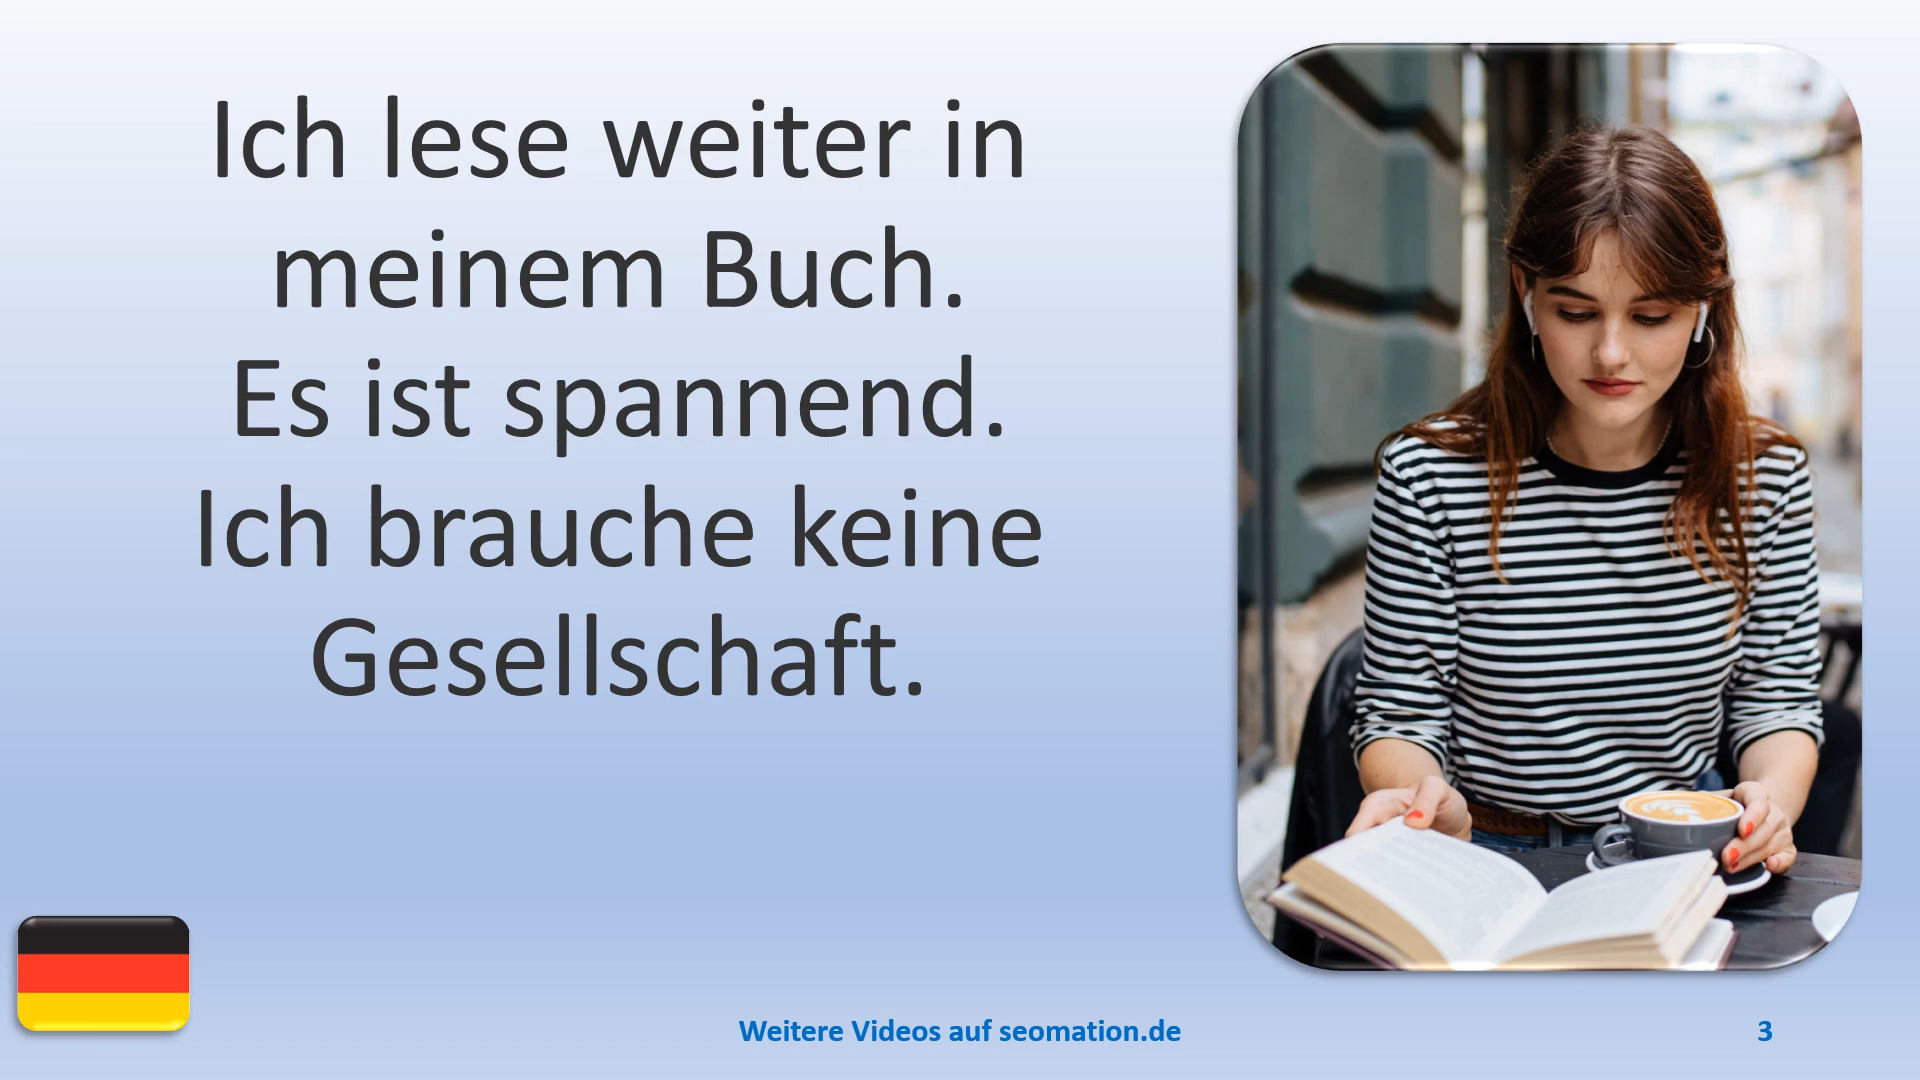 Ich lese weiter in
meinem Buch.
Es ist spannend.
Ich brauche keine
Gesellschaft.
Weitere Videos auf seomation.de
3